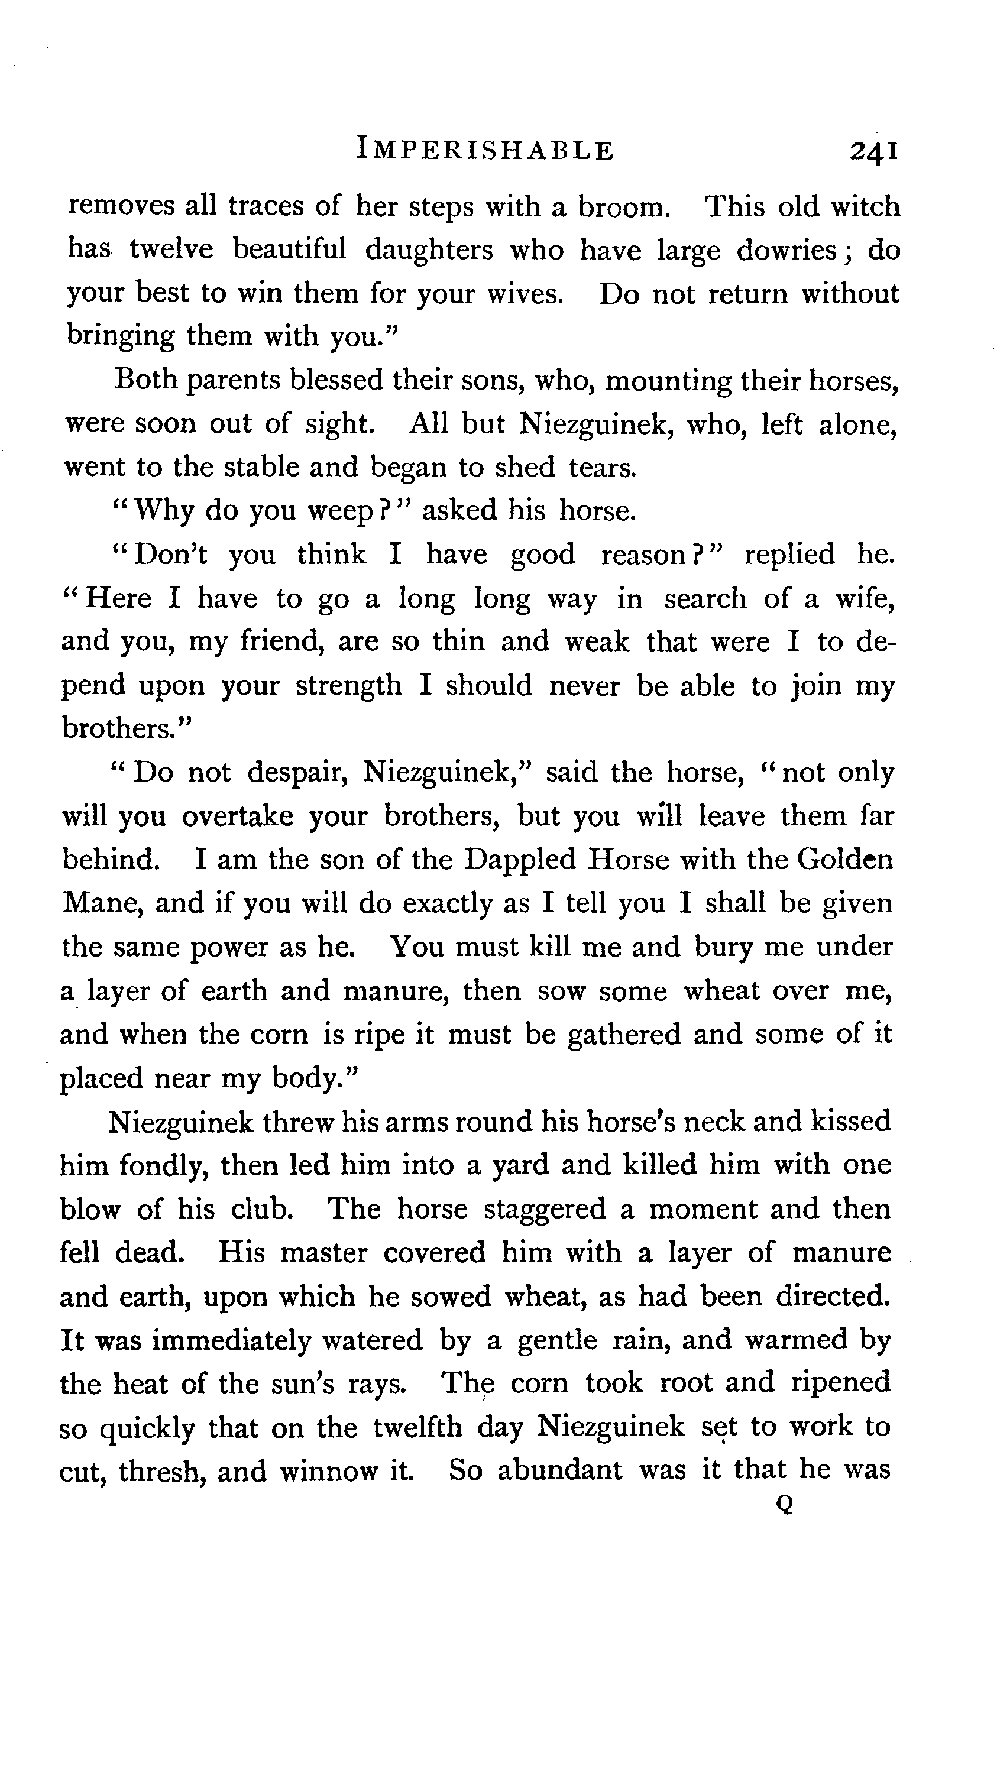 IMPERISHABLE 241
removes all traces of her steps with a broom. This old witch
has twelve beautiful daughters who have large dowries; do
your best to win them for your wives. Do not return without
bringing them with you."
Both parents blessed their sons, who, mounting their horses,
were soon out of sight. All but Niezguinek, who, left alone,
went to the stable and began to shed tears.
"Why do you weep?" asked his horse.
"Don't you think I have good reason?" replied he.
"Here I have to go a long long way in search of a wife,
and you, my friend, are so thin and weak that were I to de-
pend upon your strength I should never be able to join my
brothers."
"Do not despair, Niezguinek," said the horse, "not only
will you overtake your brothers, but you will leave them far
behind. I am the son of the Dappled Horse with the Golden
Mane, and if you will do exactly as I tell you I shall be given
the same power as he. You must kill me and bury me under
a layer of earth and manure, then sow some wheat over me,
and when the corn is ripe it must be gathered and some of it
placed near my body."
Niezguinek threw his arms round his horse's neck and kissed
him fondly, then led him into a yard and killed him with one
blow of his club. The horse staggered a moment and then
fell dead. His master covered him with a layer of manure
and earth, upon which he sowed wheat, as had been directed.
It was immediately watered by a gentle rain, and warmed by
the heat of the sun's rays. The corn took root and ripened
so quickly that on the twelfth day Niezguinek set to work to
cut, thresh, and winnow it. So abundant was it that he was
Q